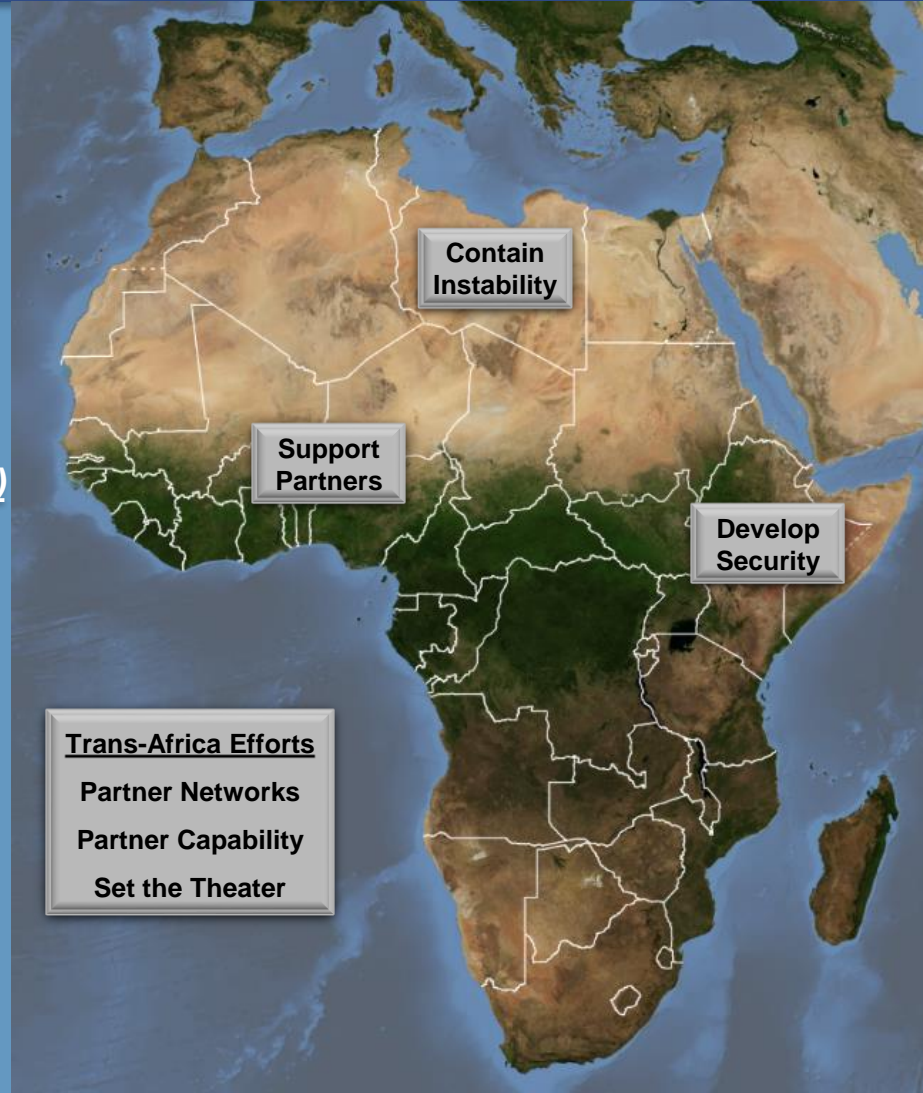 Contain
Instability
Support
Partners
)
Develop
Security
Trans-Africa Efforts
Partner Networks
Partner Capability
Set the Theater